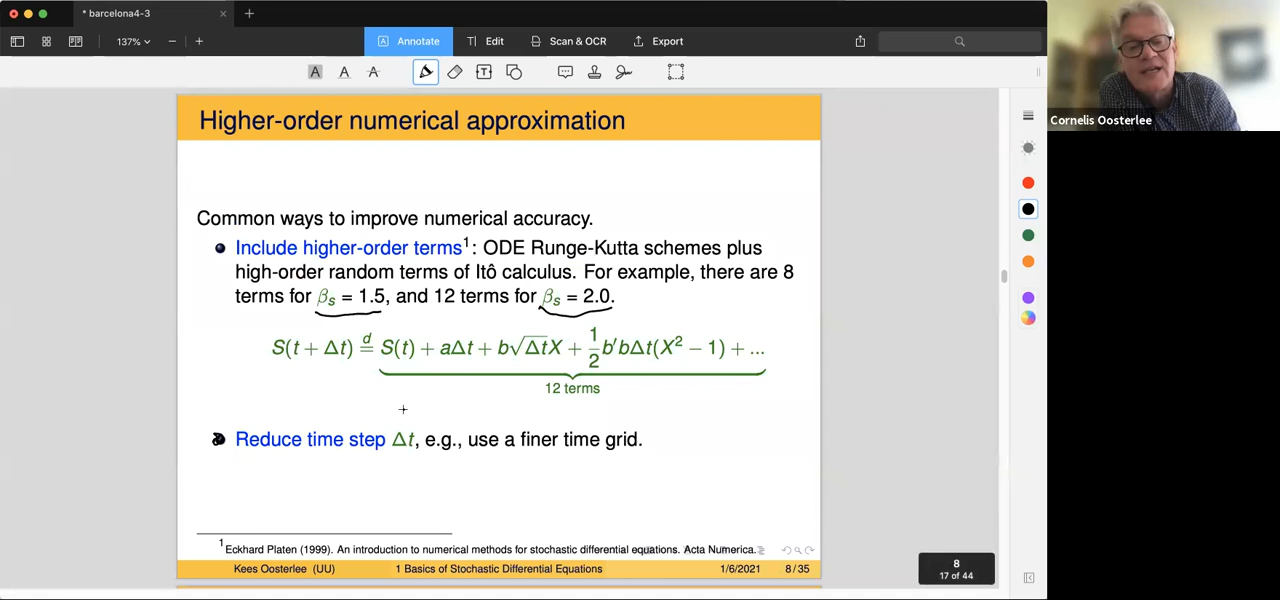 * barcelona4-3
137%
Annotate
Edit
Scan & OCR
Export
Cornelis Oosterlee
Higher-order numerical approximation
Common ways to improve numerical accuracy.
Include higher-order terms¹: ODE Runge-Kutta schemes plus
high-order random terms of Itô calculus. For example, there are 8
terms for βₛ = 1.5, and 12 terms for βₛ = 2.0.
S(t + Δt) =ᵈ S(t) + aΔt + b√Δt X + 1/2 b′bΔt(X² − 1) + ...
12 terms
Reduce time step Δt, e.g., use a finer time grid.
¹Eckhard Platen (1999). An introduction to numerical methods for stochastic differential equations. Acta Numerica.
Kees Oosterlee (UU) 1 Basics of Stochastic Differential Equations 1/6/2021 8 / 35
8
17 of 44